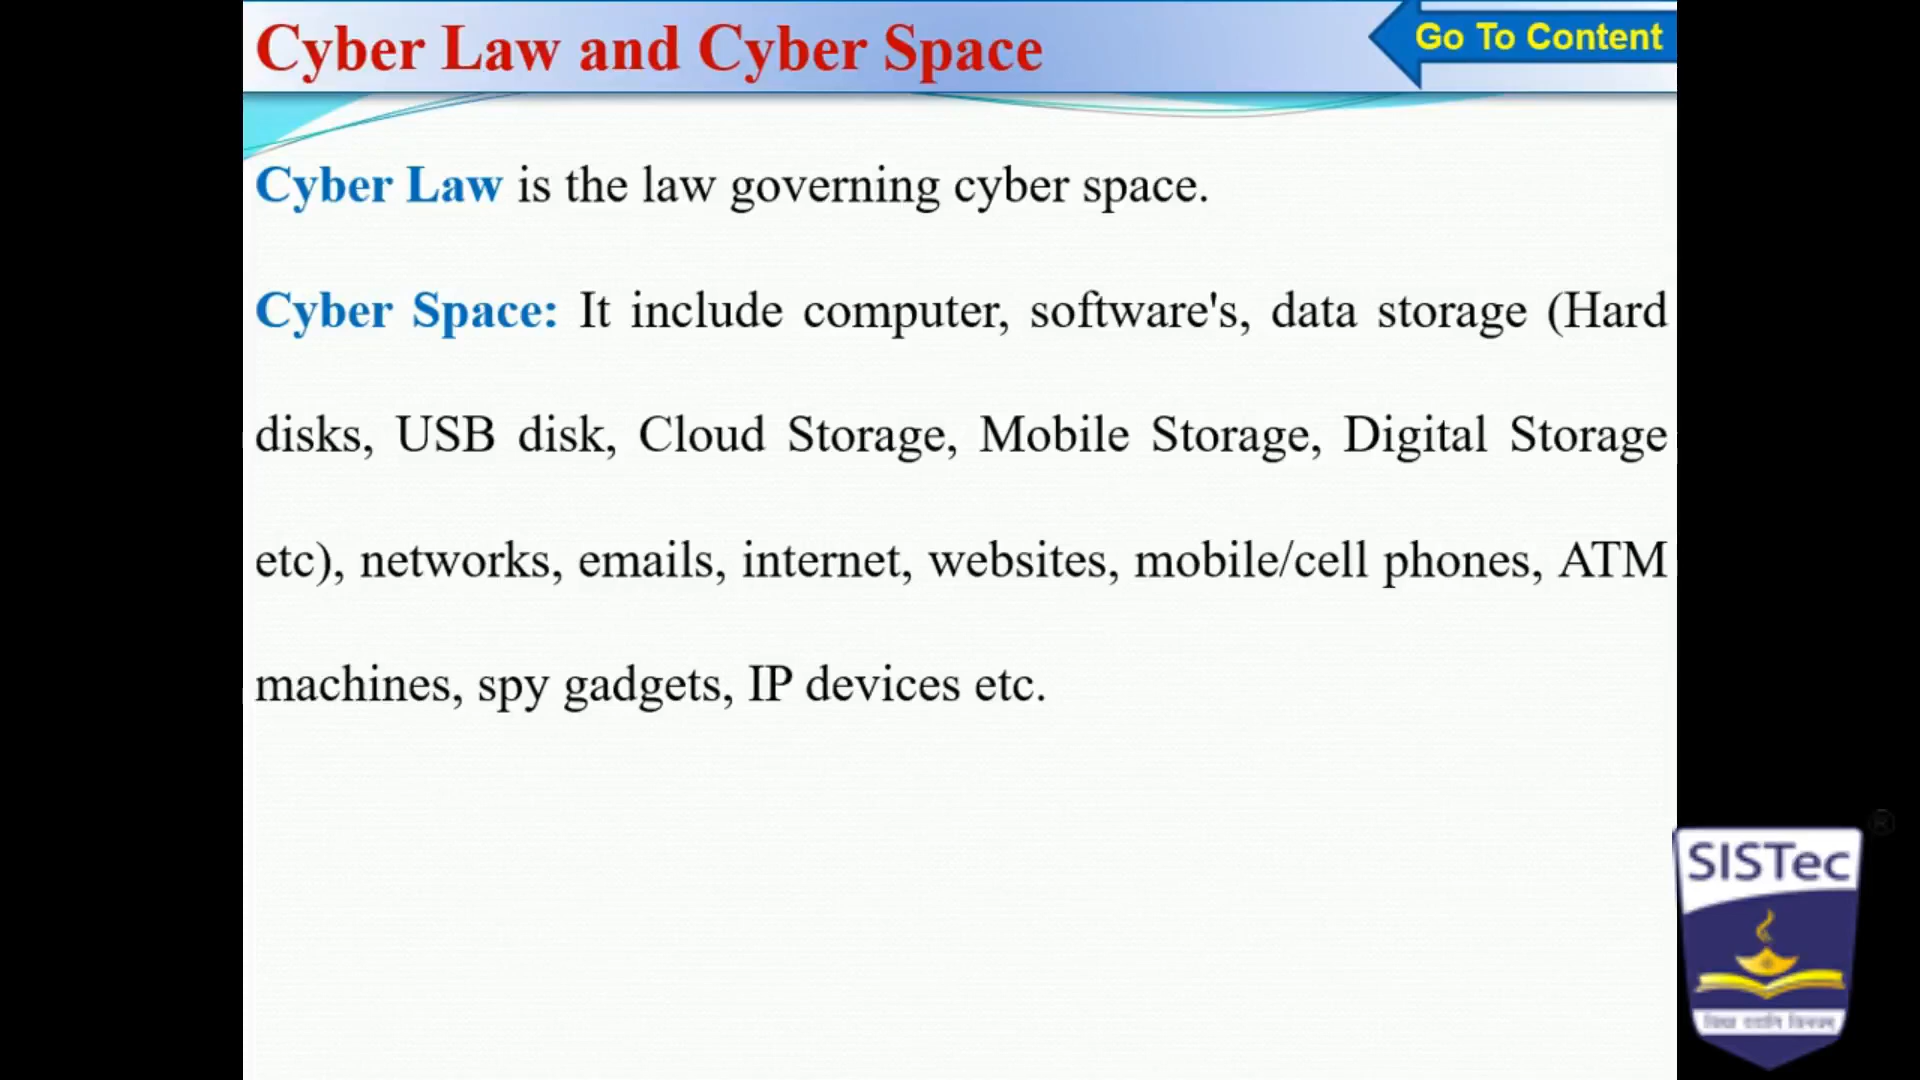 Cyber Law and Cyber Space
Go To Content
Cyber Law is the law governing cyber space.
Cyber Space: It include computer, software's, data storage (Hard
disks, USB disk, Cloud Storage, Mobile Storage, Digital Storage
etc), networks, emails, internet, websites, mobile/cell phones, ATM
machines, spy gadgets, IP devices etc.
®
SISTec